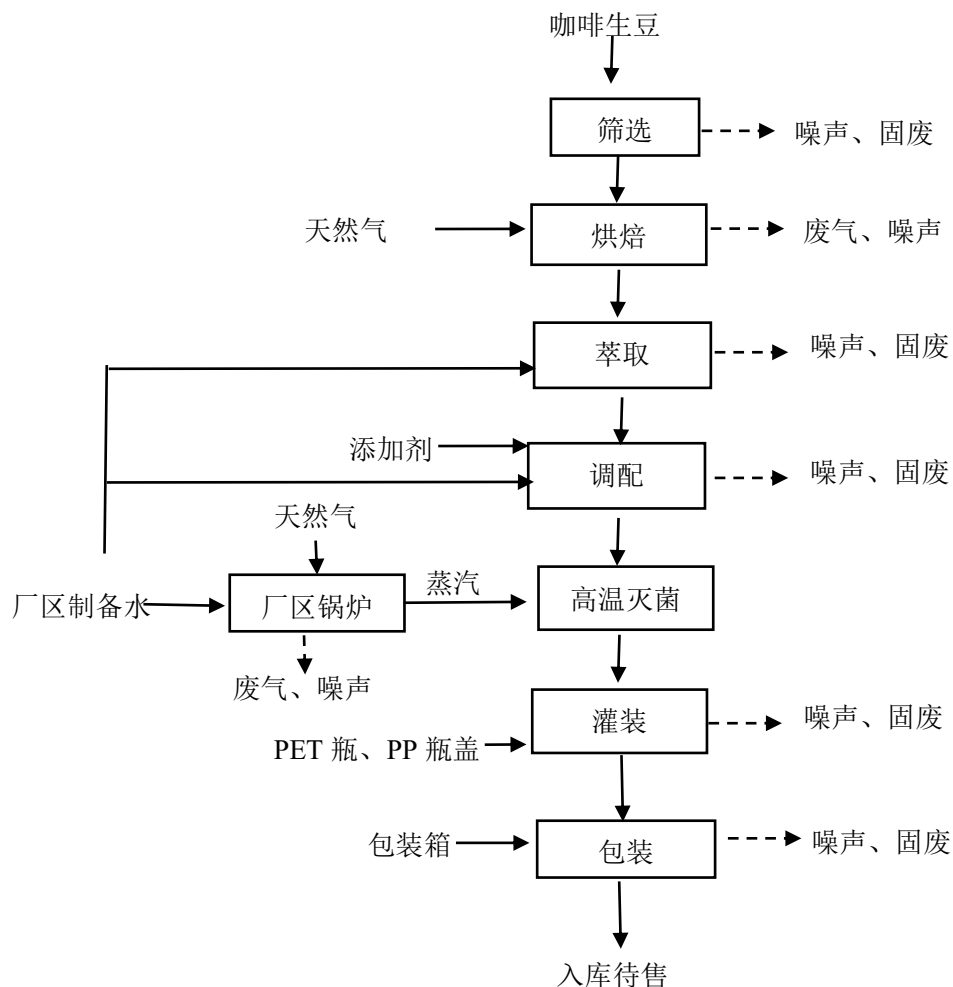 咖啡生豆
筛选
噪声、固废
天然气
烘焙
废气、噪声
萃取
噪声、固废
添加剂
调配
噪声、固废
天然气
厂区制备水
厂区锅炉
蒸汽
高温灭菌
废气、噪声
灌装
噪声、固废
PET 瓶、PP 瓶盖
包装箱
包装
噪声、固废
入库待售